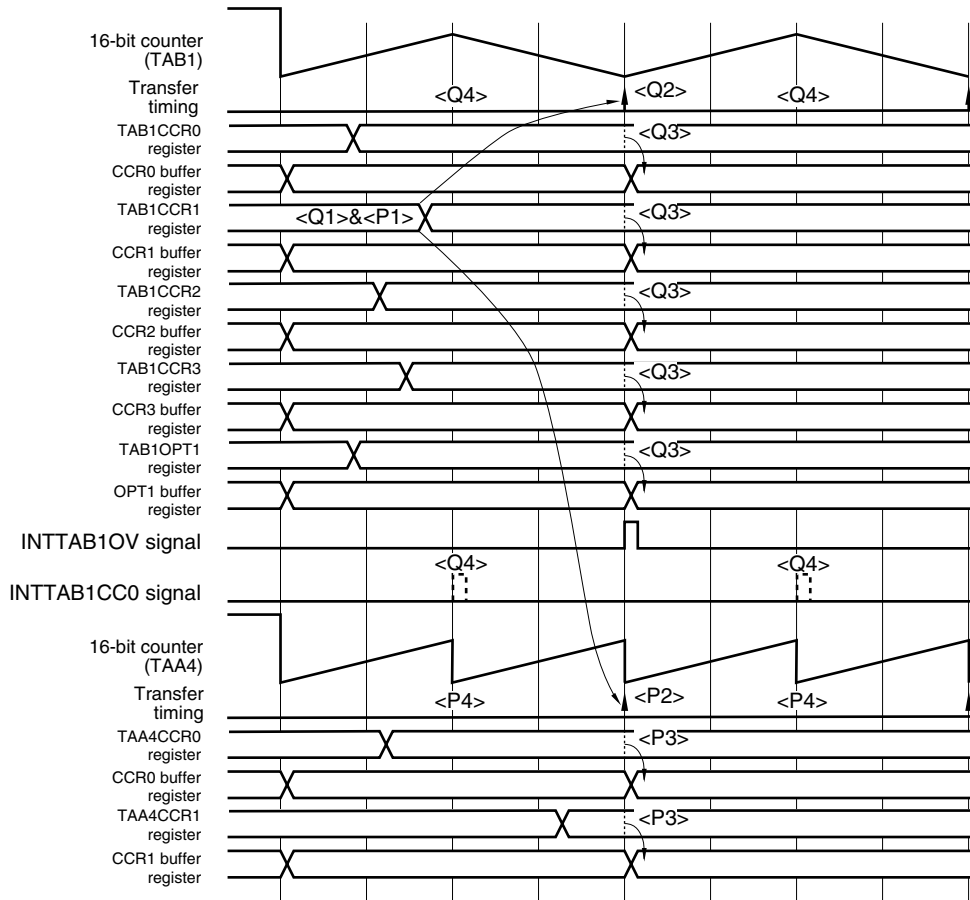 16-bit counter
(TAB1)
Transfer
timing
<Q4>
<Q2>
<Q4>
TAB1CCR0
register
<Q3>
CCR0 buffer
register
TAB1CCR1
register
<Q1>&<P1>
<Q3>
CCR1 buffer
register
TAB1CCR2
register
<Q3>
CCR2 buffer
register
TAB1CCR3
register
<Q3>
CCR3 buffer
register
TAB1OPT1
register
<Q3>
OPT1 buffer
register
INTTAB1OV signal
<Q4>
<Q4>
INTTAB1CC0 signal
16-bit counter
(TAA4)
Transfer
timing
<P4>
<P2>
<P4>
TAA4CCR0
register
<P3>
CCR0 buffer
register
TAA4CCR1
register
<P3>
CCR1 buffer
register